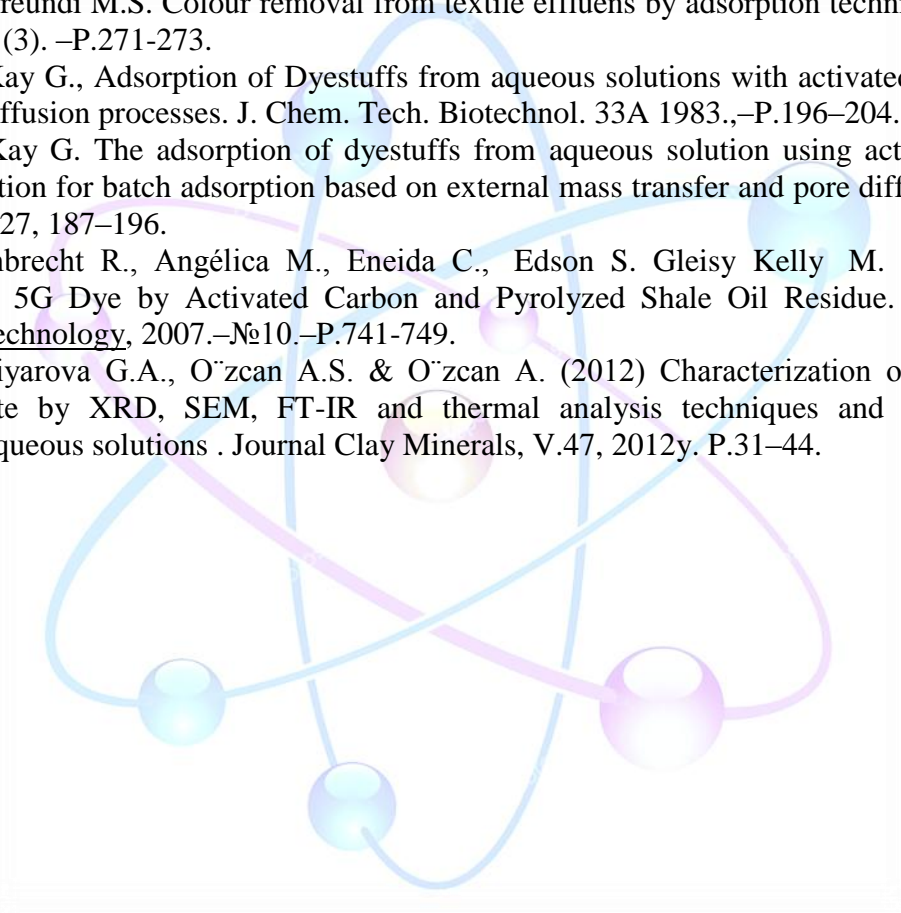 reundi M.S. Colour removal from textile effluens by adsorption techni
(3). –P.271-273.
Kay G., Adsorption of Dyestuffs from aqueous solutions with activated
ffusion processes. J. Chem. Tech. Biotechnol. 33A 1983.,–P.196–204.
Kay G. The adsorption of dyestuffs from aqueous solution using act
tion for batch adsorption based on external mass transfer and pore diff
27, 187–196.
nbrecht R., Angélica M., Eneida C., Edson S. Gleisy Kelly M.
5G Dye by Activated Carbon and Pyrolyzed Shale Oil Residue.
echnology, 2007.–№10.–P.741-749.
iyarova G.A., O¨zcan A.S. & O¨zcan A. (2012) Characterization o
te by XRD, SEM, FT-IR and thermal analysis techniques and
queous solutions . Journal Clay Minerals, V.47, 2012y. P.31–44.